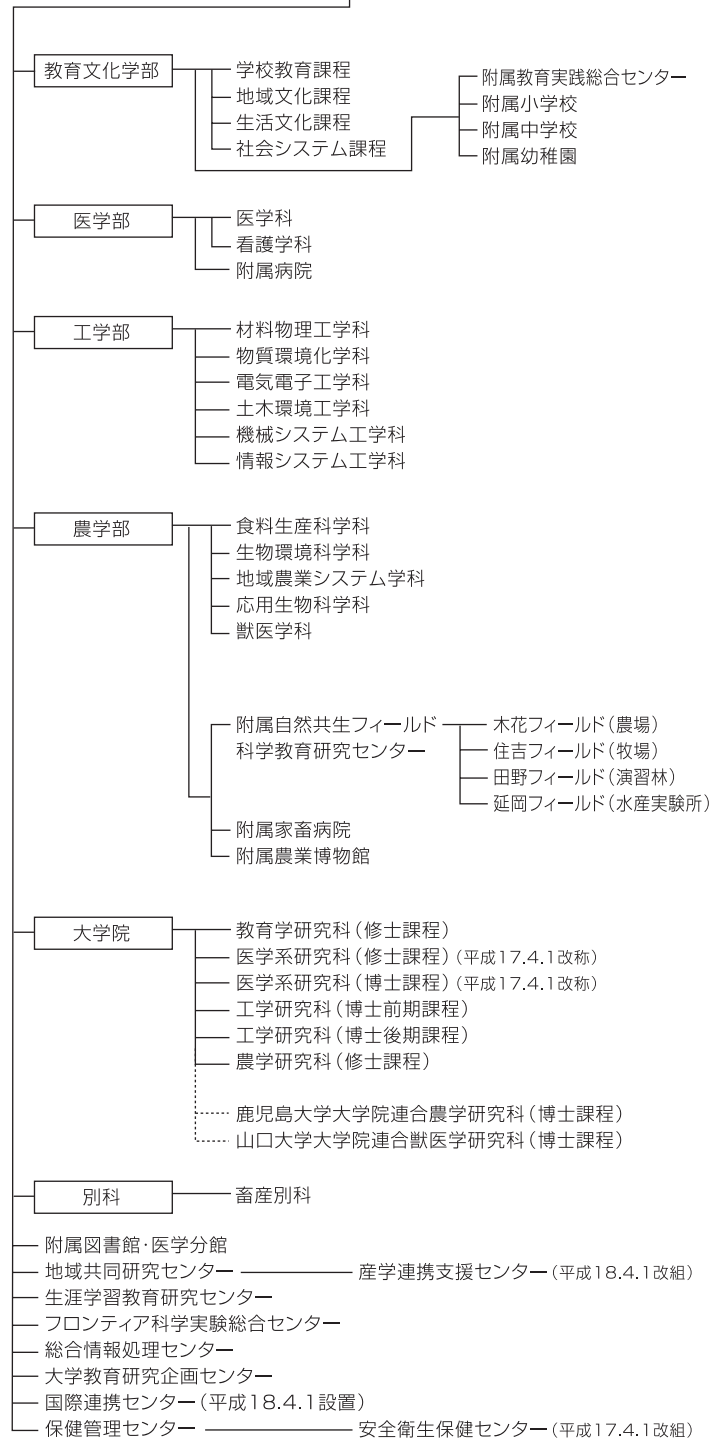 教育文化学部
学校教育課程
地域文化課程
生活文化課程
社会システム課程
附属教育実践総合センター
附属小学校
附属中学校
附属幼稚園
医学部
医学科
看護学科
附属病院
工学部
材料物理工学科
物質環境化学科
電気電子工学科
土木環境工学科
機械システム工学科
情報システム工学科
農学部
食料生産科学科
生物環境科学科
地域農業システム学科
応用生物科学科
獣医学科
附属自然共生フィールド
科学教育研究センター
木花フィールド(農場)
住吉フィールド(牧場)
田野フィールド(演習林)
延岡フィールド(水産実験所)
附属家畜病院
附属農業博物館
大学院
教育学研究科(修士課程)
医学系研究科(修士課程)(平成17.4.1改称)
医学系研究科(博士課程)(平成17.4.1改称)
工学研究科(博士前期課程)
工学研究科(博士後期課程)
農学研究科(修士課程)
鹿児島大学大学院連合農学研究科(博士課程)
山口大学大学院連合獣医学研究科(博士課程)
別科
畜産別科
附属図書館・医学分館
地域共同研究センター 産学連携支援センター(平成18.4.1改組)
生涯学習教育研究センター
フロンティア科学実験総合センター
総合情報処理センター
大学教育研究企画センター
国際連携センター(平成18.4.1設置)
保健管理センター 安全衛生保健センター(平成17.4.1改組)